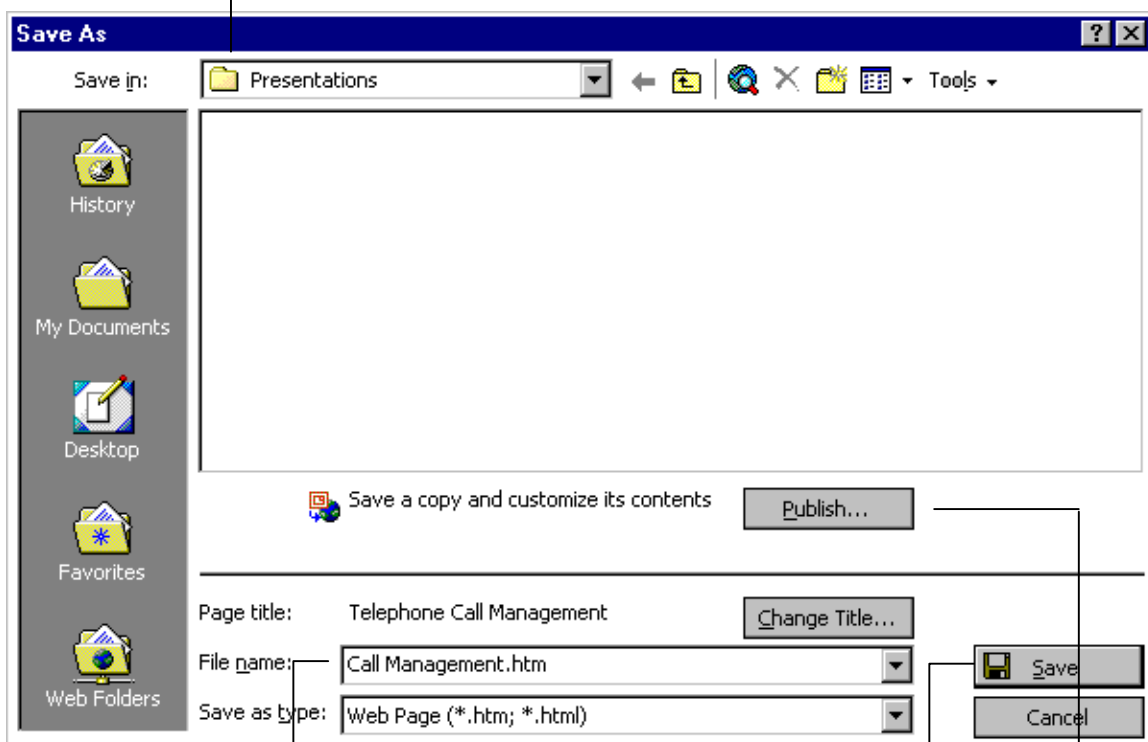 Save As
Save in:
Presentations
Tools
History
My Documents
Desktop
Favorites
Web Folders
Save a copy and customize its contents
Publish...
Page title:
Telephone Call Management
Change Title...
File name:
Call Management.htm
Save
Save as type:
Web Page (*.htm; *.html)
Cancel